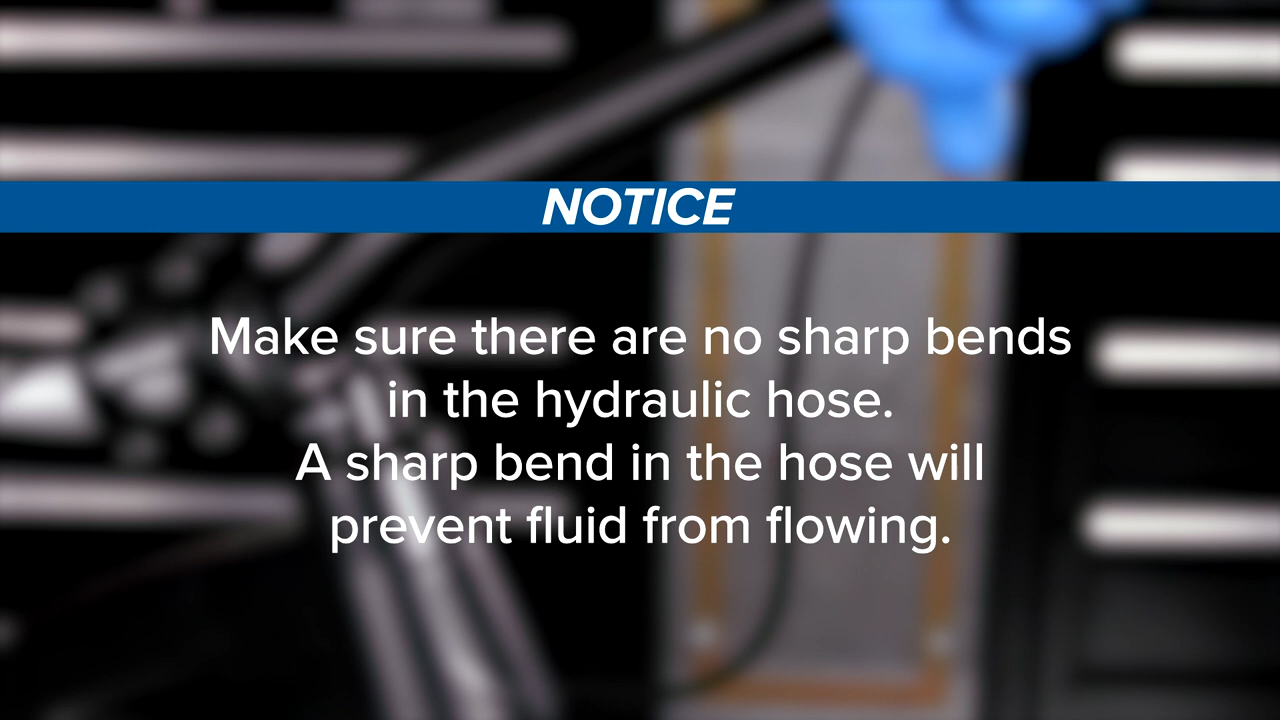 NOTICE
Make sure there are no sharp bends
in the hydraulic hose.
A sharp bend in the hose will
prevent fluid from flowing.